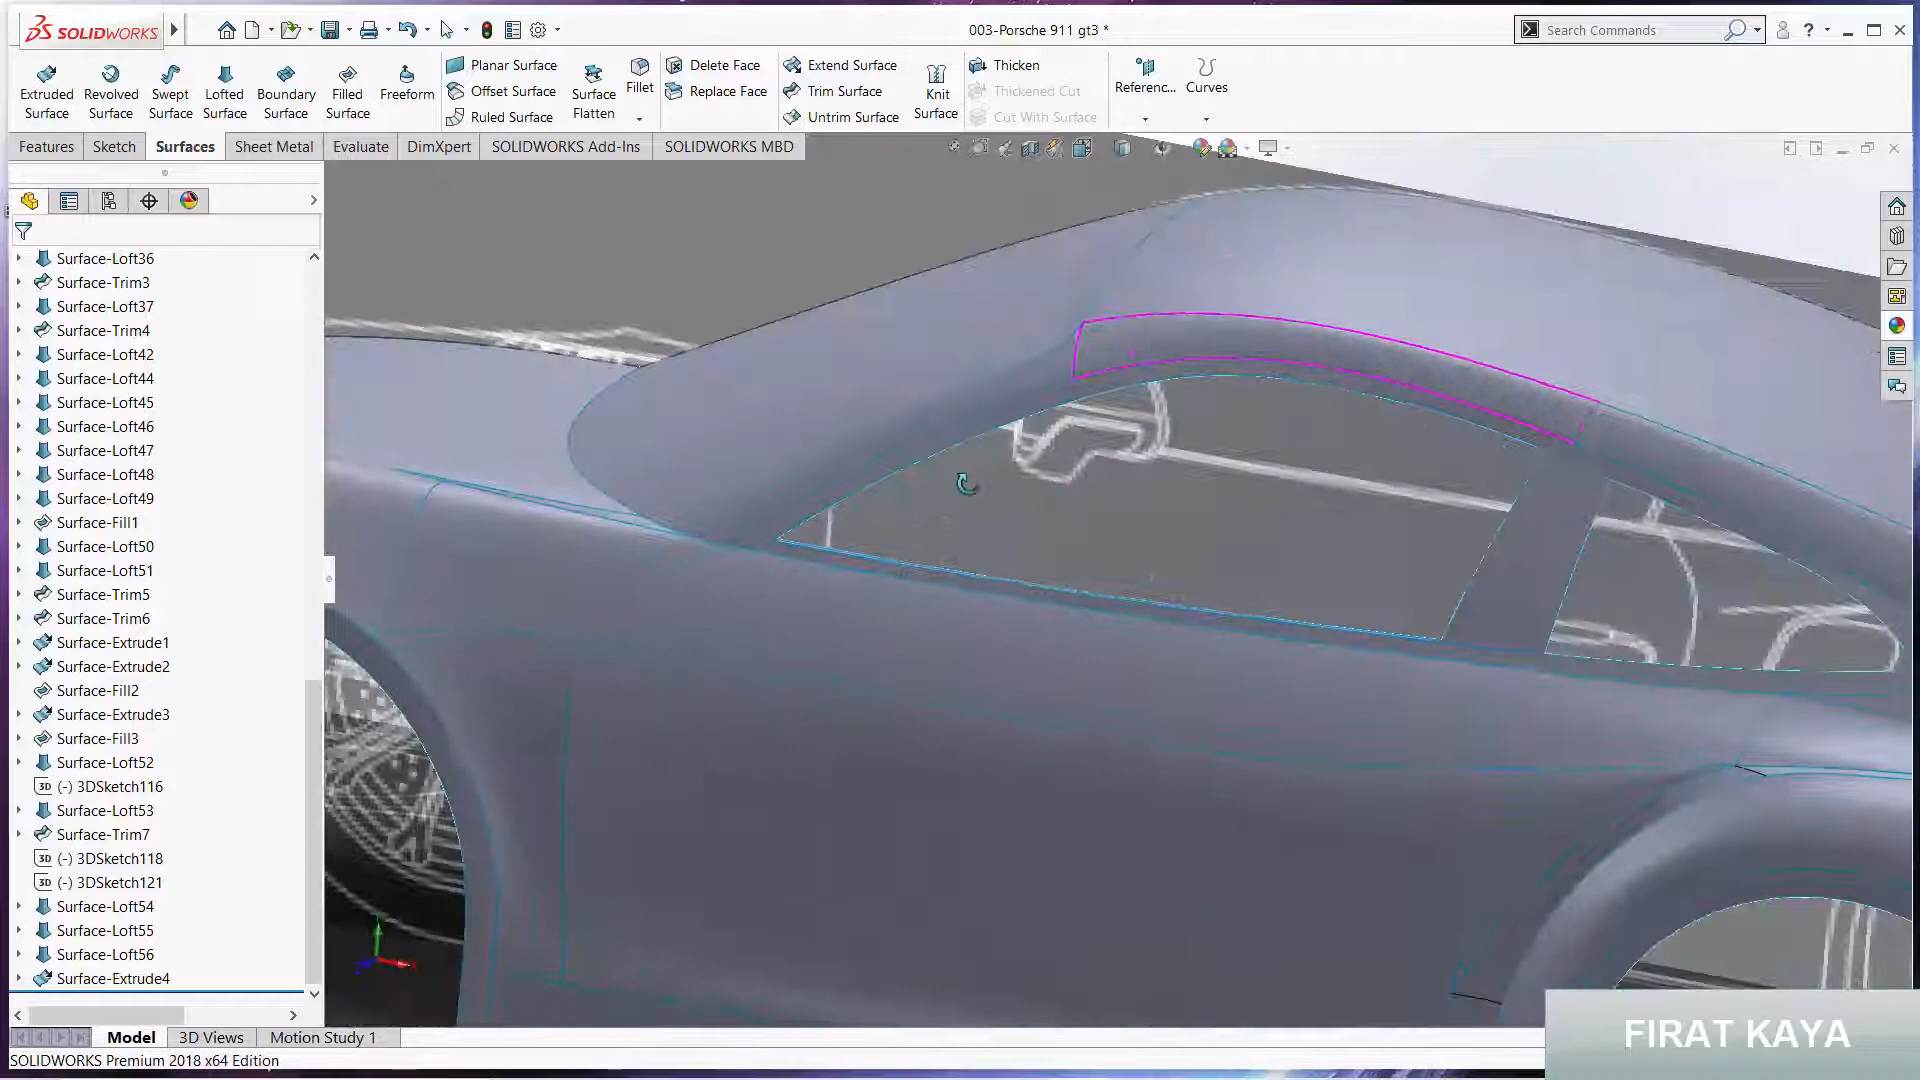 SOLIDWORKS
003-Porsche 911 gt3 *
Search Commands
Extruded Surface
Revolved Surface
Swept Surface
Lofted Surface
Boundary Surface
Filled Surface
Freeform
Planar Surface
Offset Surface
Ruled Surface
Surface Flatten
Fillet
Delete Face
Replace Face
Extend Surface
Trim Surface
Untrim Surface
Knit Surface
Thicken
Thickened Cut
Cut With Surface
Referenc...
Curves
Features
Sketch
Surfaces
Sheet Metal
Evaluate
DimXpert
SOLIDWORKS Add-Ins
SOLIDWORKS MBD
Surface-Loft36
Surface-Trim3
Surface-Loft37
Surface-Trim4
Surface-Loft42
Surface-Loft44
Surface-Loft45
Surface-Loft46
Surface-Loft47
Surface-Loft48
Surface-Loft49
Surface-Fill1
Surface-Loft50
Surface-Loft51
Surface-Trim5
Surface-Trim6
Surface-Extrude1
Surface-Extrude2
Surface-Fill2
Surface-Extrude3
Surface-Fill3
Surface-Loft52
3D (-) 3DSketch116
Surface-Loft53
Surface-Trim7
3D (-) 3DSketch118
3D (-) 3DSketch121
Surface-Loft54
Surface-Loft55
Surface-Loft56
Surface-Extrude4
Model
3D Views
Motion Study 1
SOLIDWORKS Premium 2018 x64 Edition
FIRAT KAYA